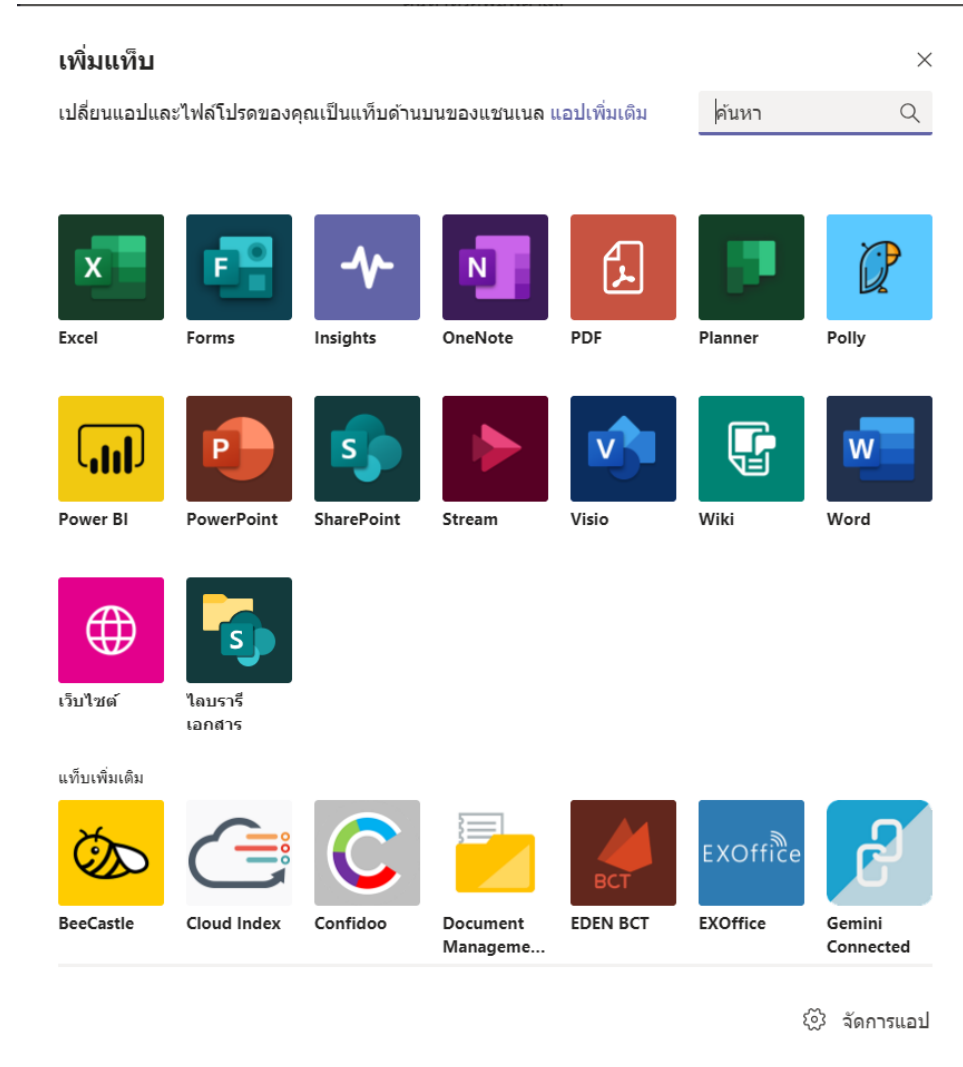 เพิ่มแท็บ
เปลี่ยนแอปและไฟล์โปรดของคุณเป็นแท็บด้านบนของแชนเนล แอปเพิ่มเติม
ค้นหา
X F N P S V W
Excel Forms Insights OneNote PDF Planner Polly
Power BI PowerPoint SharePoint Stream Visio Wiki Word
S
เว็บไซต์ ไลบรารี
เอกสาร
แท็บเพิ่มเติม
BCT EXOffice
BeeCastle Cloud Index Confidoo Document EDEN BCT EXOffice Gemini
Manageme... Connected
จัดการแอป